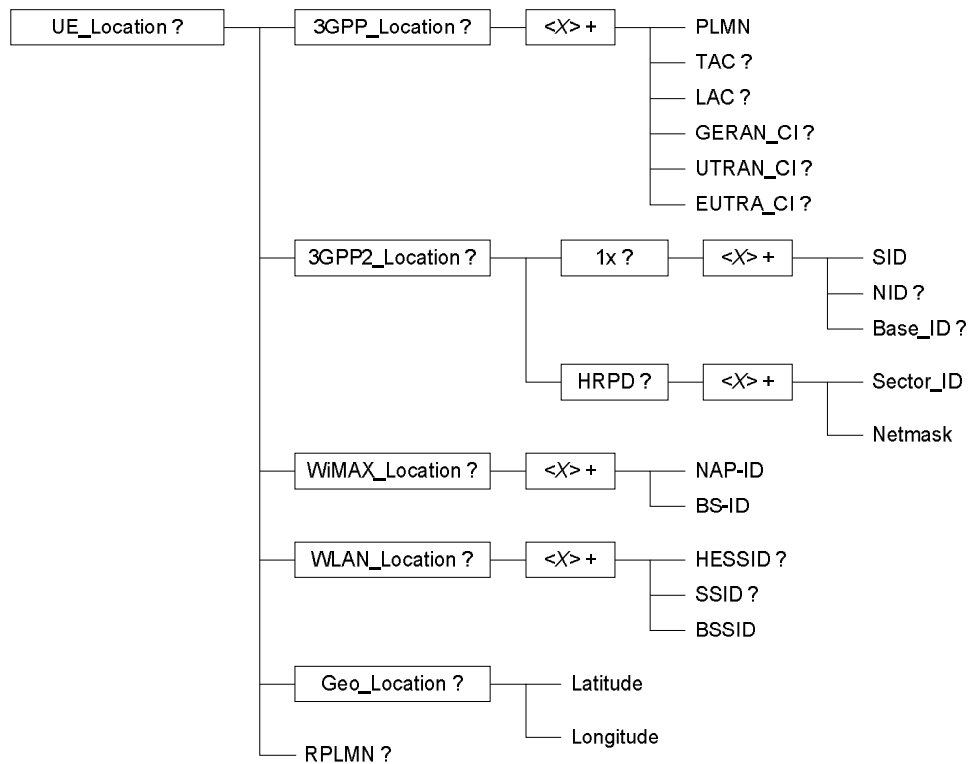 UE_Location ?
3GPP_Location ?
<X> +
PLMN
TAC ?
LAC ?
GERAN_CI ?
UTRAN_CI ?
EUTRA_CI ?
3GPP2_Location ?
1x ?
<X> +
SID
NID ?
Base_ID ?
HRPD ?
<X> +
Sector_ID
Netmask
WiMAX_Location ?
<X> +
NAP-ID
BS-ID
WLAN_Location ?
<X> +
HESSID ?
SSID ?
BSSID
Geo_Location ?
Latitude
Longitude
RPLMN ?